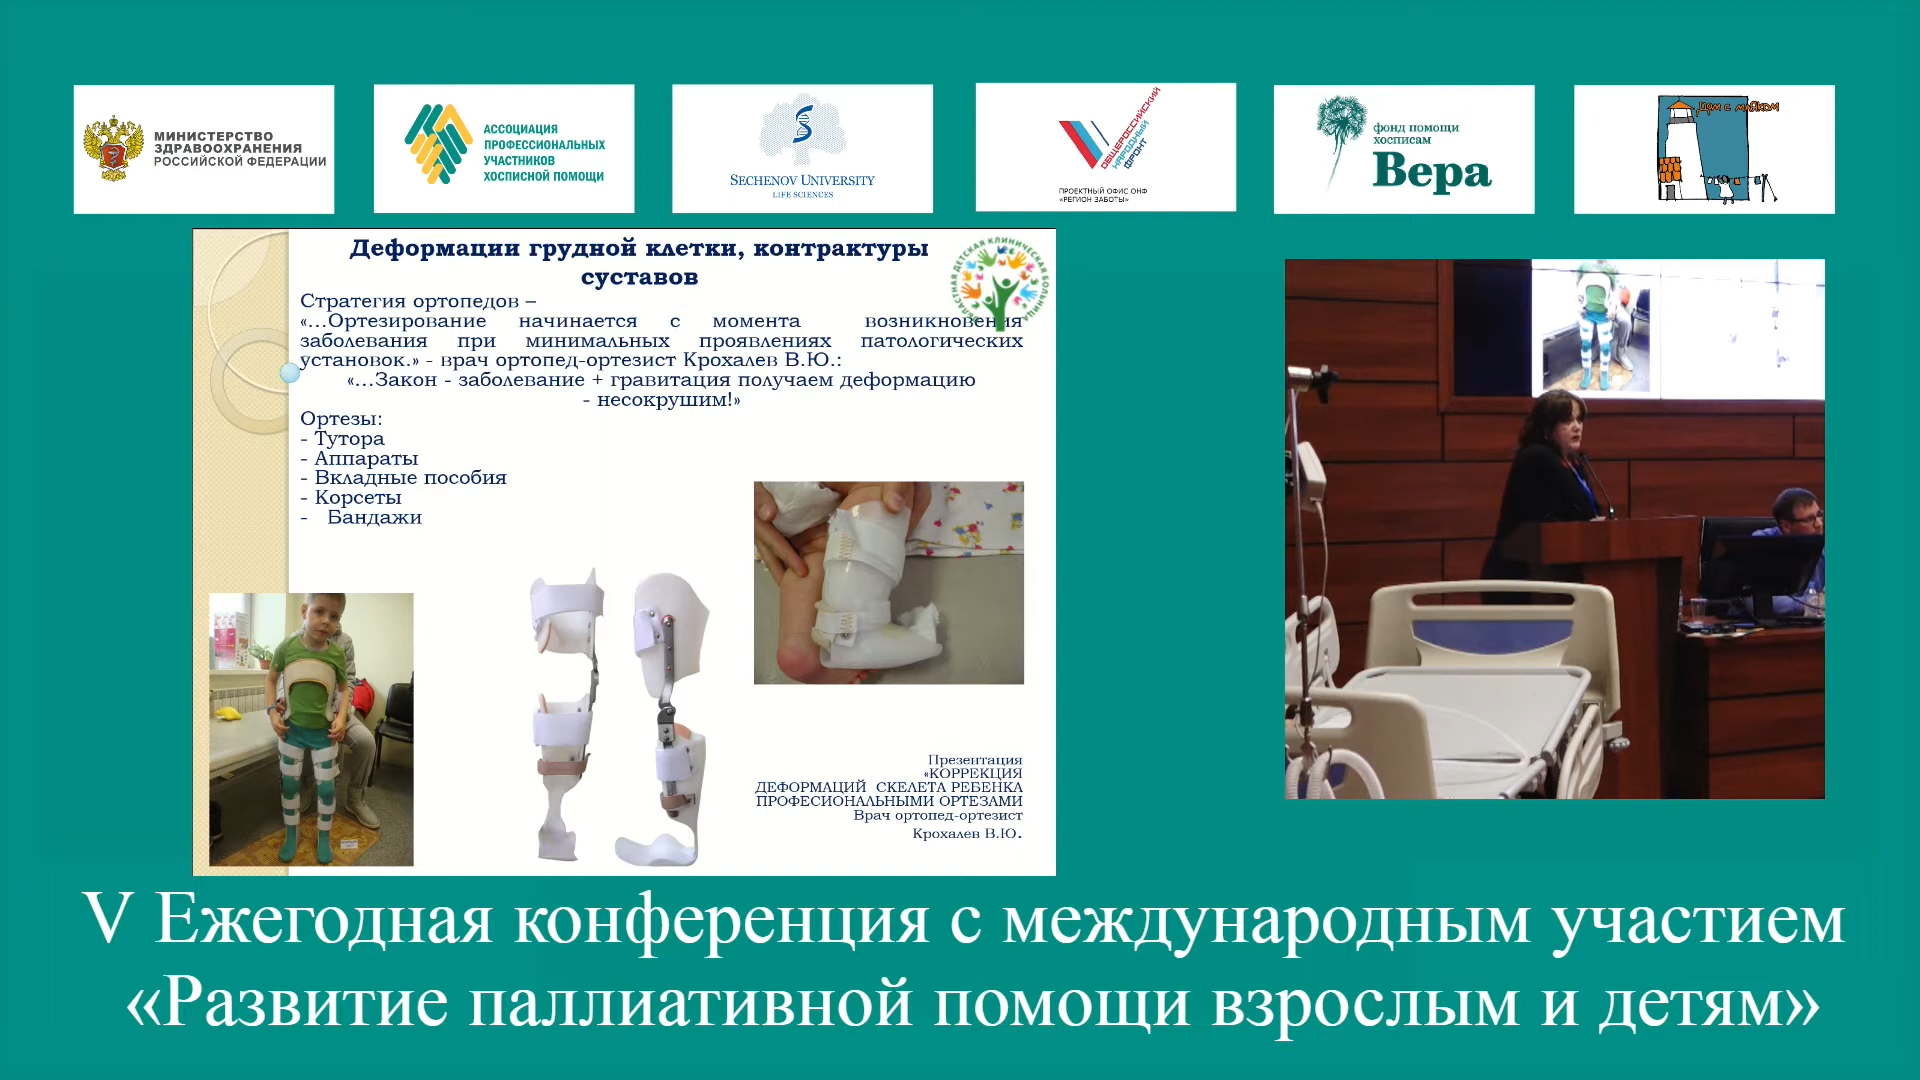 МИНИСТЕРСТВО
ЗДРАВООХРАНЕНИЯ
РОССИЙСКОЙ ФЕДЕРАЦИИ
АССОЦИАЦИЯ
ПРОФЕССИОНАЛЬНЫХ
УЧАСТНИКОВ
ХОСПИСНОЙ ПОМОЩИ
SECHENOV UNIVERSITY
LIFE SCIENCES
ОБЩЕРОССИЙСКИЙ
НАРОДНЫЙ
ФРОНТ
ПРОЕКТНЫЙ ОФИС ОНФ
«РЕГИОН ЗАБОТЫ»
фонд помощи
хосписам
Вера
Дом с маяком
Деформации грудной клетки, контрактуры
суставов
ОБЛАСТНАЯ ДЕТСКАЯ КЛИНИЧЕСКАЯ БОЛЬНИЦА
Стратегия ортопедов –
«…Ортезирование начинается с момента возникновения
заболевания при минимальных проявлениях патологических
установок.» - врач ортопед-ортезист Крохалев В.Ю.:
«…Закон - заболевание + гравитация получаем деформацию
- несокрушим!»
Ортезы:
- Тутора
- Аппараты
- Вкладные пособия
- Корсеты
- Бандажи
Презентация
«КОРРЕКЦИЯ
ДЕФОРМАЦИЙ СКЕЛЕТА РЕБЕНКА
ПРОФЕСИОНАЛЬНЫМИ ОРТЕЗАМИ
Врач ортопед-ортезист
Крохалев В.Ю.
V Ежегодная конференция с международным участием
«Развитие паллиативной помощи взрослым и детям»